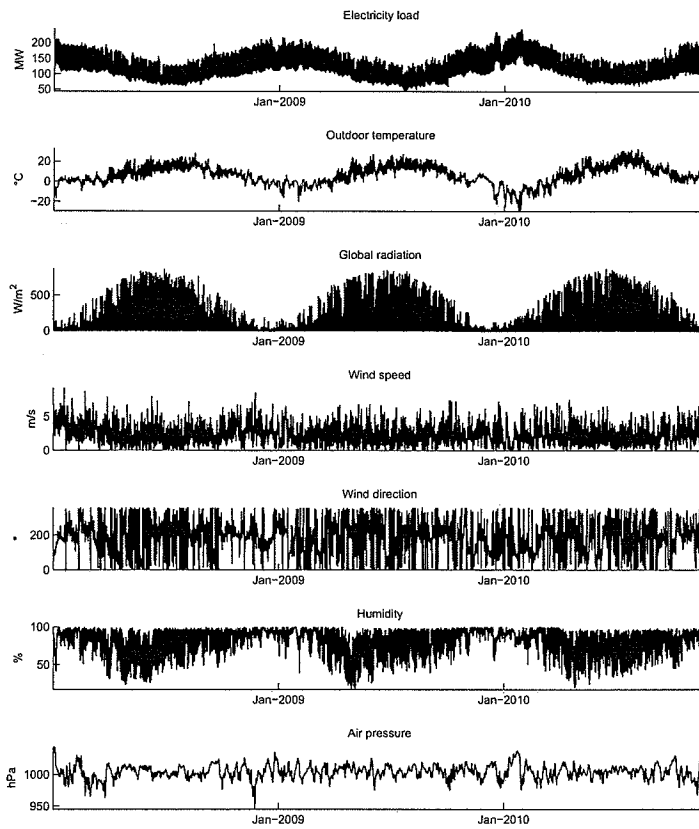 Electricity load
MW
200
150
100
50
Jan-2009
Jan-2010
Outdoor temperature
°C
20
0
−20
Jan-2009
Jan-2010
Global radiation
W/m²
500
0
Jan-2009
Jan-2010
Wind speed
m/s
5
0
Jan-2009
Jan-2010
Wind direction
°
200
0
Jan-2009
Jan-2010
Humidity
%
100
50
Jan-2009
Jan-2010
Air pressure
hPa
1000
950
Jan-2009
Jan-2010